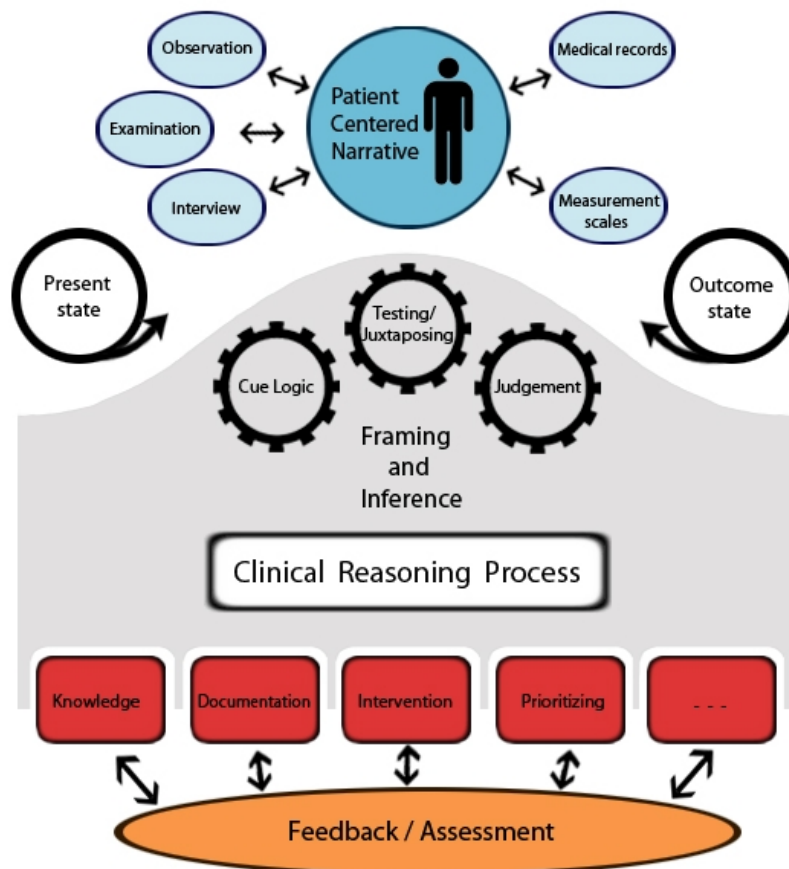 Observation
Medical records
Patient
Centered
Narrative
Examination
Interview
Measurement
scales
Present
state
Outcome
state
Testing/
Juxtaposing
Cue Logic
Judgement
Framing
and
Inference
Clinical Reasoning Process
Knowledge
Documentation
Intervention
Prioritizing
- - -
Feedback / Assessment